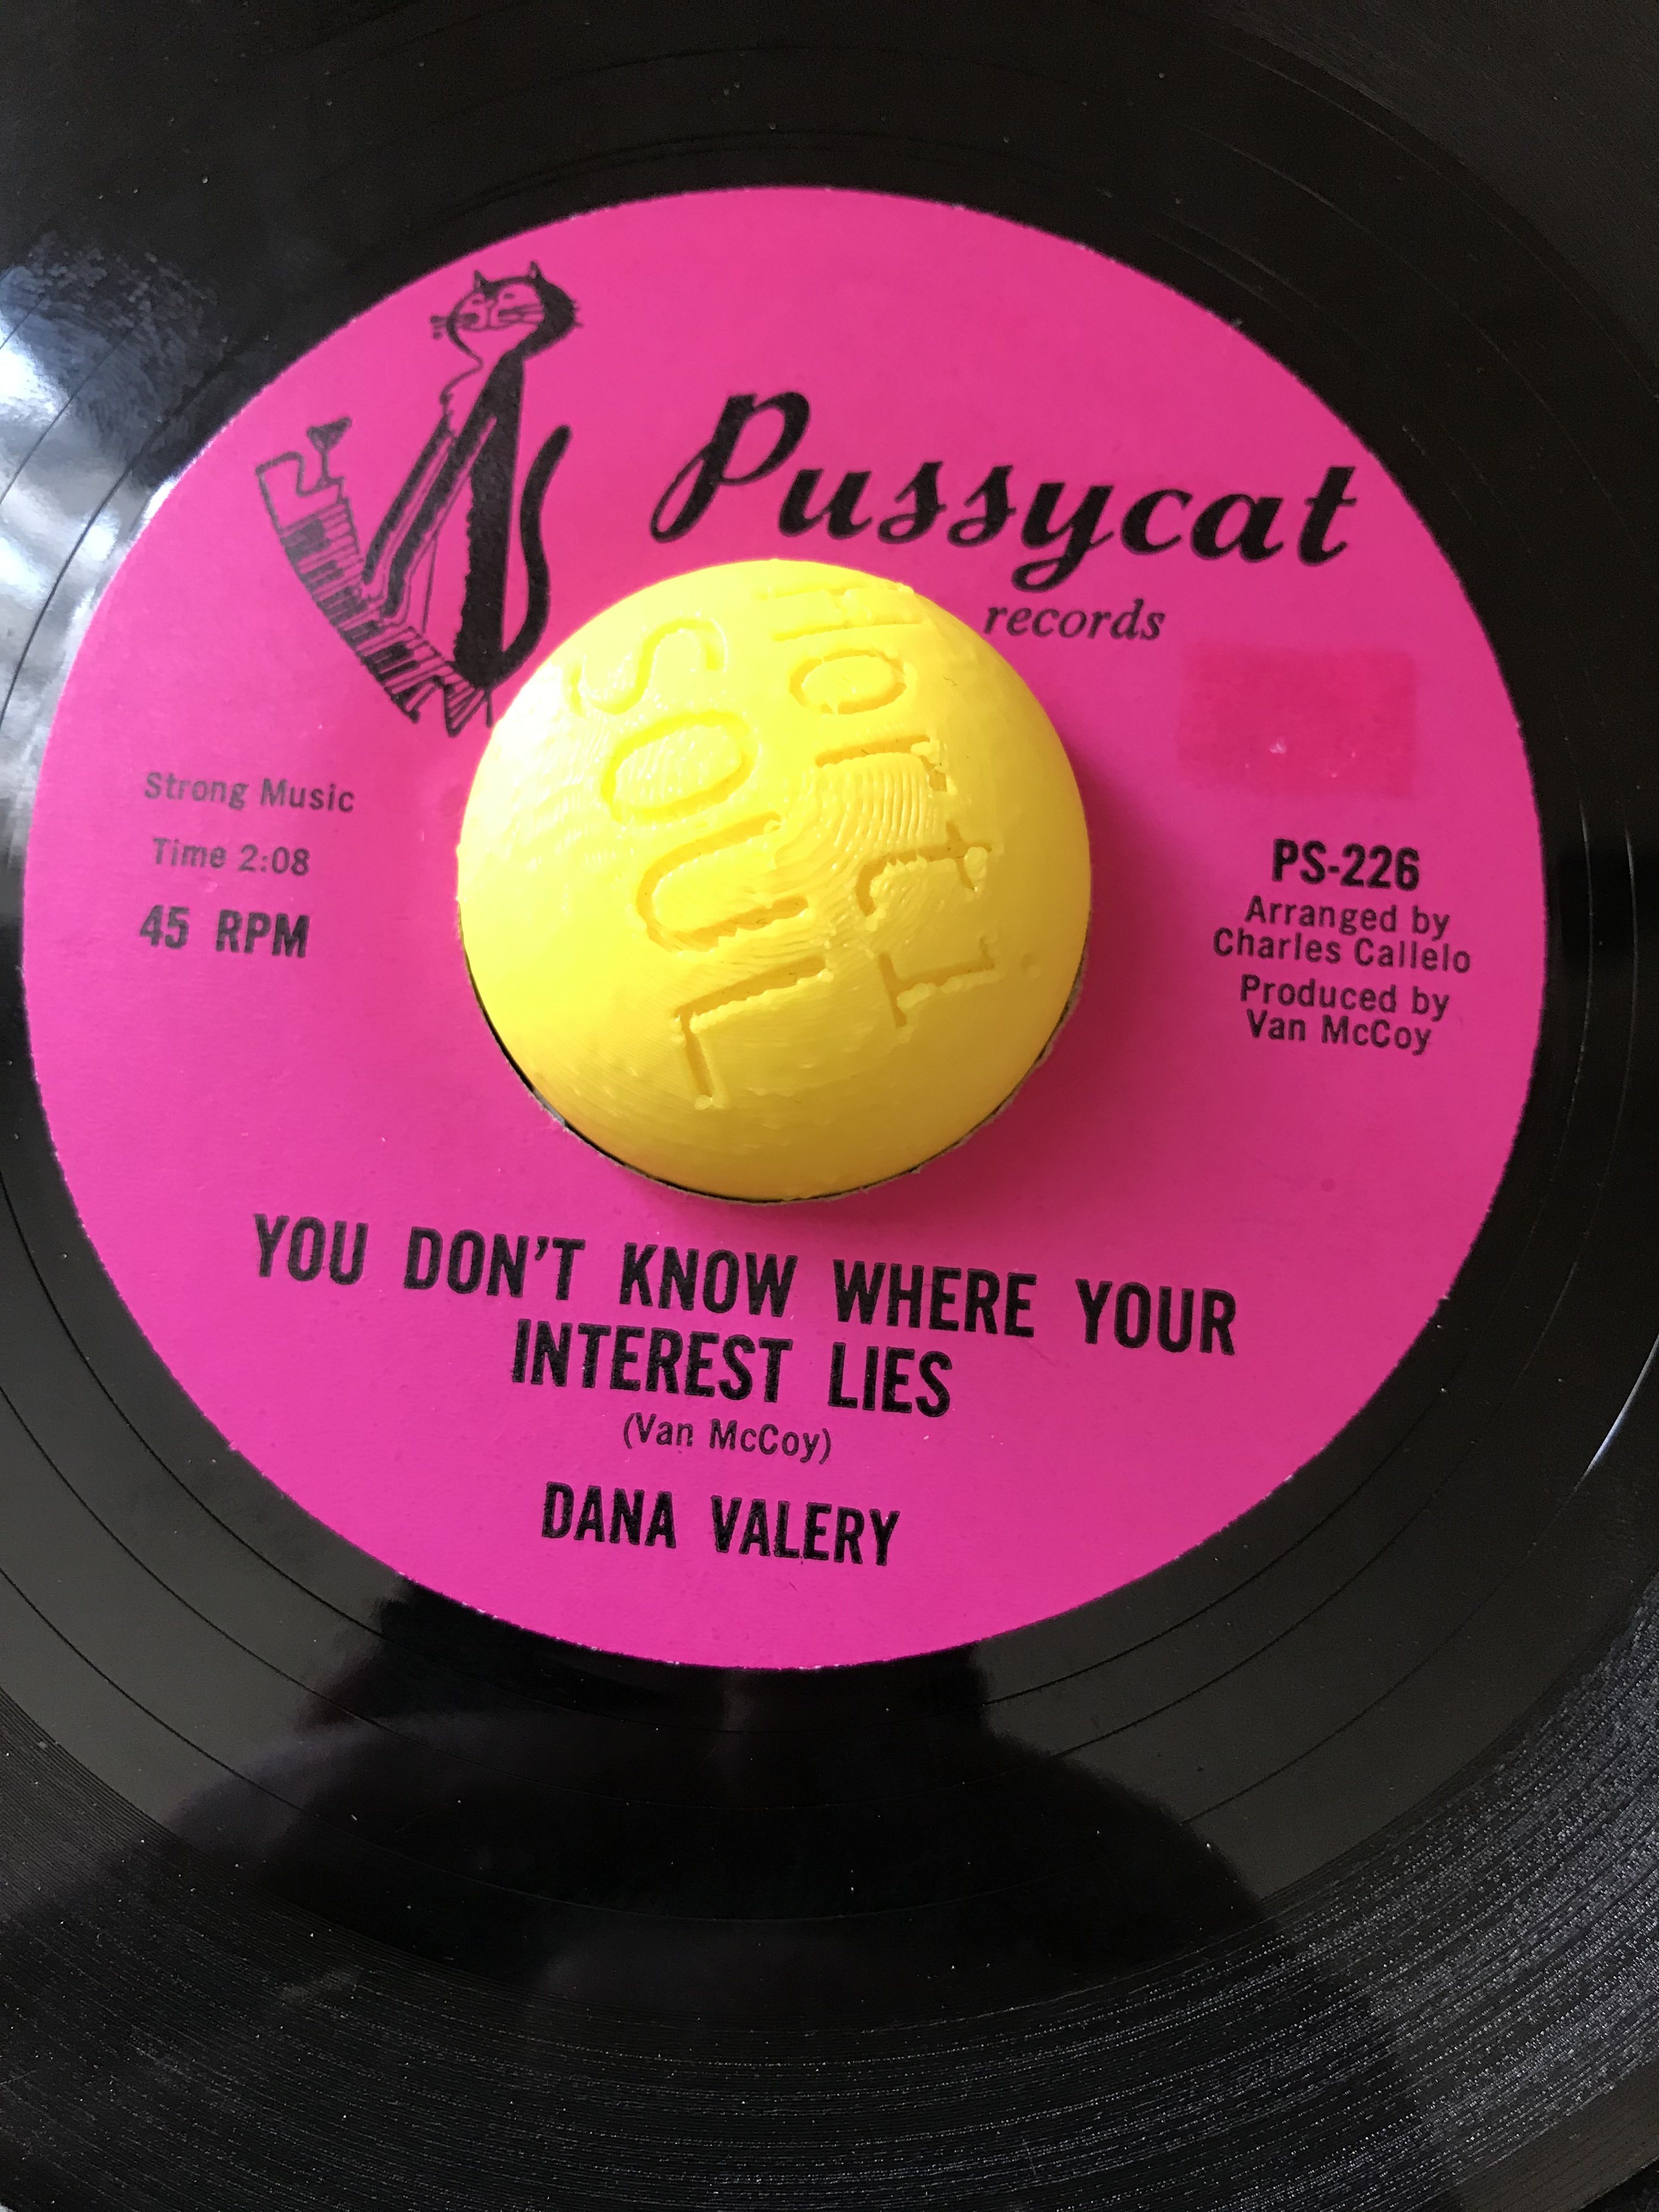 Pussycat
records
Strong Music
Time 2:08
45 RPM
PS-226
Arranged by
Charles Callelo
Produced by
Van McCoy
SOUL
YOU DON'T KNOW WHERE YOUR
INTEREST LIES
(Van McCoy)
DANA VALERY